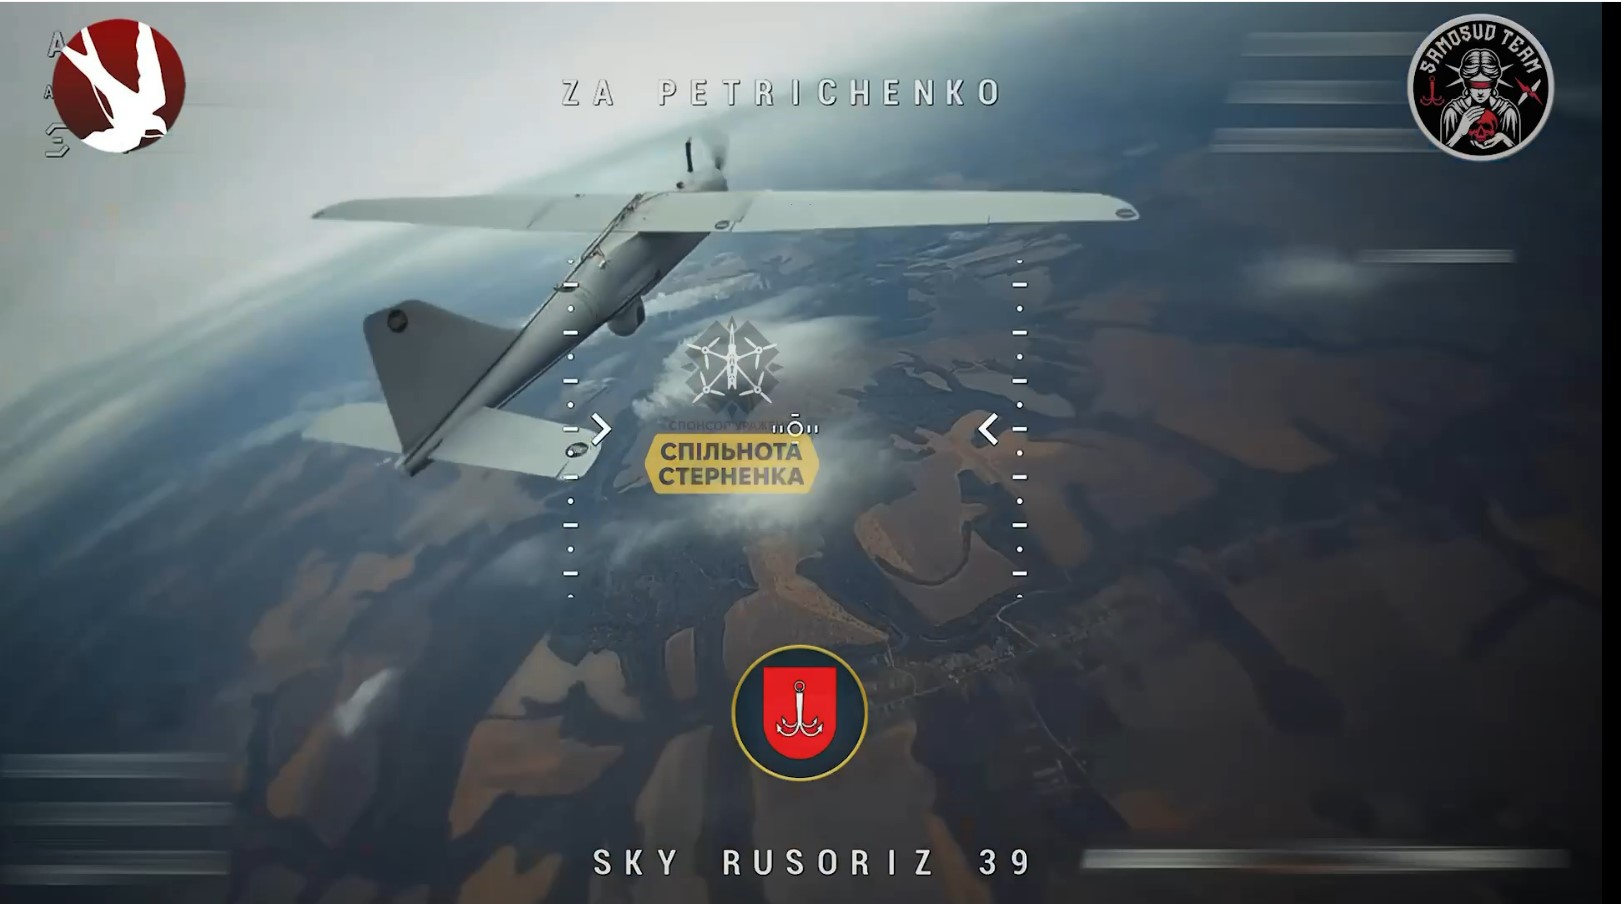 ZA PETRICHENKO
SAMOSUD TEAM
СПІЛЬНОТА
СТЕРНЕНКА
SKY RUSORIZ 39